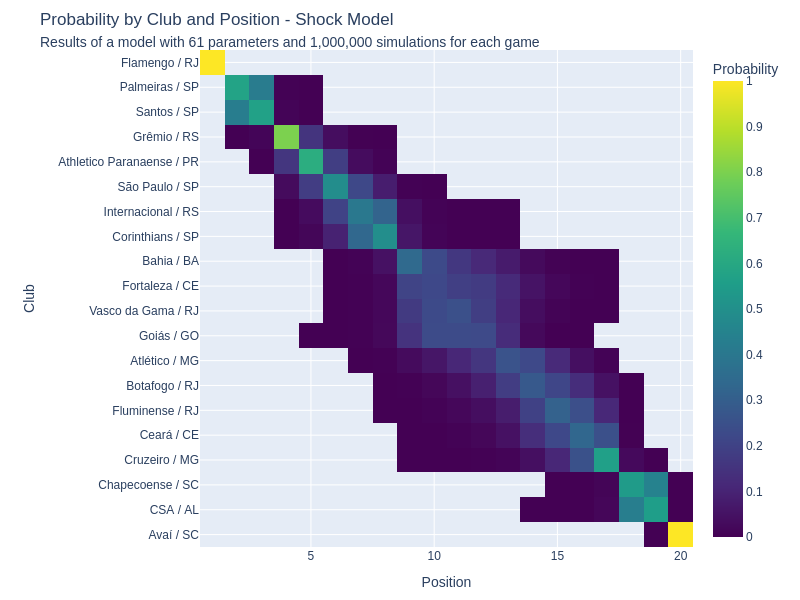 Probability by Club and Position - Shock Model
Results of a model with 61 parameters and 1,000,000 simulations for each game
Probability
Flamengo / RJ
Palmeiras / SP
Santos / SP
Grêmio / RS
Athletico Paranaense / PR
São Paulo / SP
Internacional / RS
Corinthians / SP
Bahia / BA
Fortaleza / CE
Vasco da Gama / RJ
Goiás / GO
Atlético / MG
Botafogo / RJ
Fluminense / RJ
Ceará / CE
Cruzeiro / MG
Chapecoense / SC
CSA / AL
Avaí / SC
Club
5
10
15
20
Position
1
0.9
0.8
0.7
0.6
0.5
0.4
0.3
0.2
0.1
0